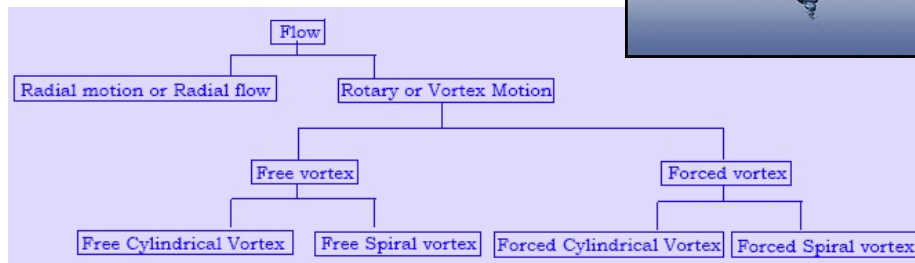 Flow
Radial motion or Radial flow
Rotary or Vortex Motion
Free vortex
Forced vortex
Free Cylindrical Vortex
Free Spiral vortex
Forced Cylindrical Vortex
Forced Spiral vortex